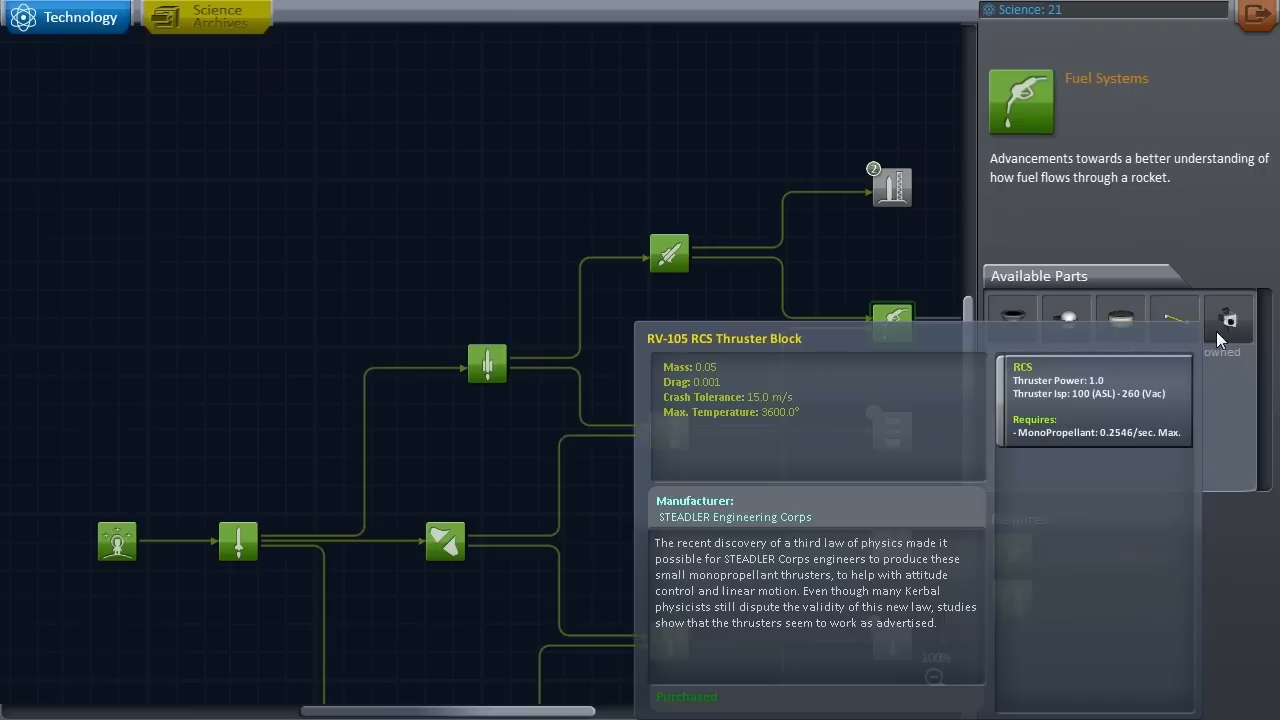 Technology
Science
Archives
Science: 21
Fuel Systems
Advancements towards a better understanding of
how fuel flows through a rocket.
Available Parts
2
owned
RV-105 RCS Thruster Block
Mass: 0.05
Drag: 0.001
Crash Tolerance: 15.0 m/s
Max. Temperature: 3600.0°
RCS
Thruster Power: 1.0
Thruster Isp: 100 (ASL) - 260 (Vac)
Requires:
- MonoPropellant: 0.2546/sec. Max.
Manufacturer:
STEADLER Engineering Corps
Requires
The recent discovery of a third law of physics made it
possible for STEADLER Corps engineers to produce these
small monopropellant thrusters, to help with attitude
control and linear motion. Even though many Kerbal
physicists still dispute the validity of this new law, studies
show that the thrusters seem to work as advertised.
100%
Purchased